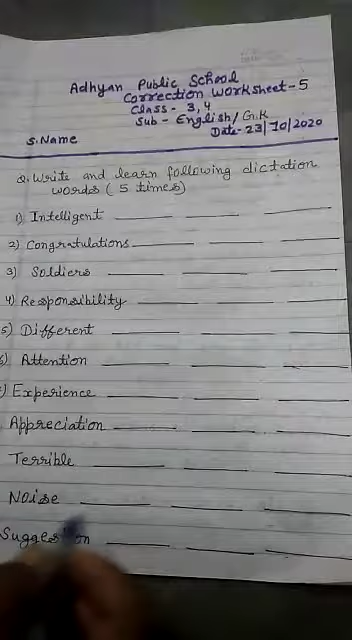 Adhyan Public School
Correction Worksheet-5
Class - 3,4
Sub - English/G.K
Date- 23/10/2020
S.Name
Q. Write and learn following dictation
words (5 times)
1) Intelligent
2) Congratulations
3) Soldiers
4) Responsibility
5) Different
6) Attention
) Experience
Appreciation
Terrible
Noise
Suggestion